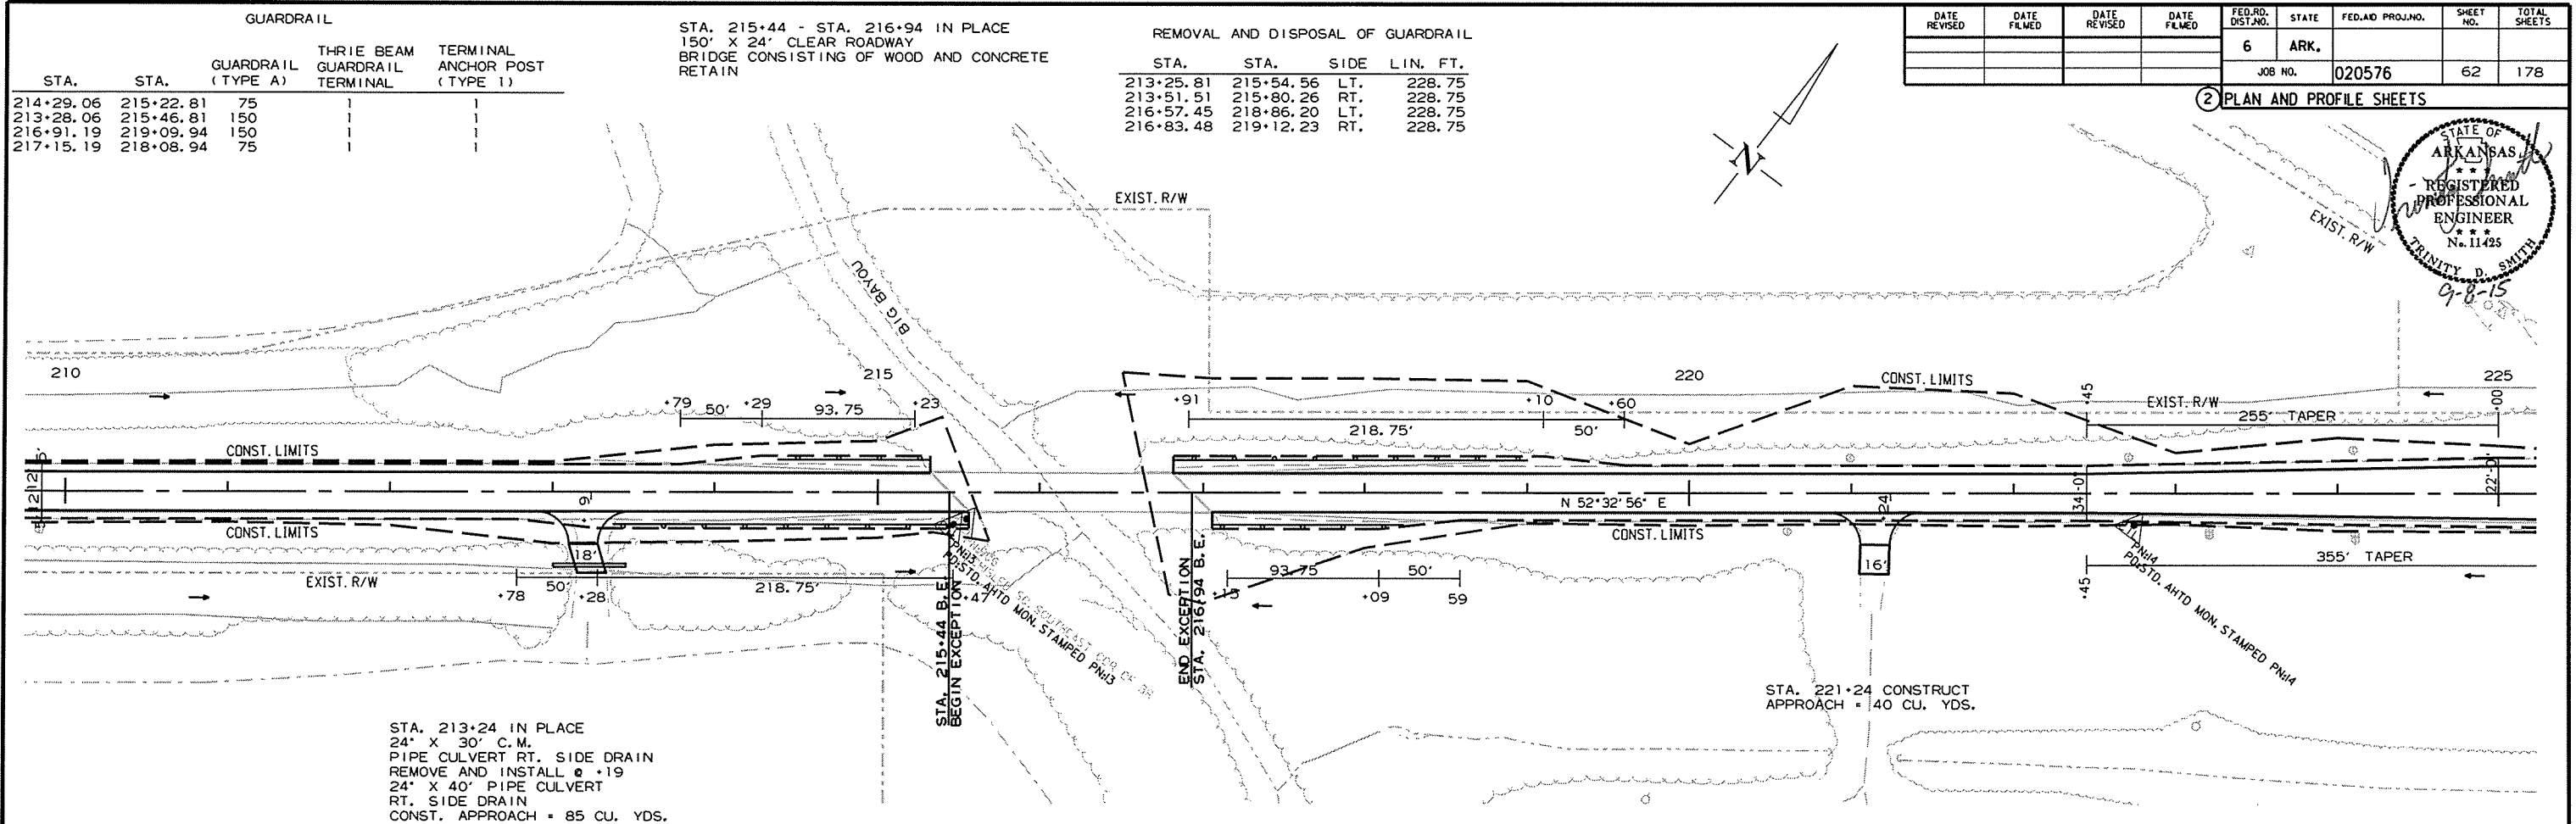 GUARDRAIL
STA. STA. GUARDRAIL (TYPE A) THRIE BEAM GUARDRAIL TERMINAL TERMINAL ANCHOR POST (TYPE 1)
214+29.06 215+22.81 75 1 1
213+28.06 215+46.81 150 1 1
216+91.19 219+09.94 150 1 1
217+15.19 218+08.94 75 1 1
STA. 215+44 - STA. 216+94 IN PLACE
150' X 24' CLEAR ROADWAY
BRIDGE CONSISTING OF WOOD AND CONCRETE
RETAIN
REMOVAL AND DISPOSAL OF GUARDRAIL
STA. STA. SIDE LIN. FT.
213+25.81 215+54.56 LT. 228.75
213+51.51 215+80.26 RT. 228.75
216+57.45 218+86.20 LT. 228.75
216+83.48 219+12.23 RT. 228.75
N
DATE REVISED DATE FILMED DATE REVISED DATE FILMED FED.RD. DIST.NO. STATE FED.AID PROJ.NO. SHEET NO. TOTAL SHEETS
6 ARK.
JOB NO. 020576 62 178
2 PLAN AND PROFILE SHEETS
STATE OF
ARKANSAS
REGISTERED
PROFESSIONAL
ENGINEER
No. 11425
TRINITY D. SMITH
9-8-15
EXIST. R/W
EXIST. R/W
BIG BAYOU
210
215
220
225
CONST. LIMITS
+79 50' +29 93.75 +23
+91 218.75' +10 50' +60
+45
EXIST. R/W
255' TAPER
+00
CONST. LIMITS
12'
12'
9'
N 52°32'56" E
24'
34'-0"
22'-0"
CONST. LIMITS
CONST. LIMITS
18'
16'
EXIST. R/W
+78 50' +28 218.75' +47
93.75 50'
+15 +09 59
+45
355' TAPER
PN:13
PD:STD. AHTD MON. STAMPED PN:13
PN:14
PD:STD. AHTD MON. STAMPED PN:14
STA. 215+44 B.E.
BEGIN EXCEPTION
END EXCEPTION
STA. 216+94 B.E.
STA. 221+24 CONSTRUCT
APPROACH = 40 CU. YDS.
STA. 213+24 IN PLACE
24" X 30' C.M.
PIPE CULVERT RT. SIDE DRAIN
REMOVE AND INSTALL @ +19
24" X 40' PIPE CULVERT
RT. SIDE DRAIN
CONST. APPROACH = 85 CU. YDS.